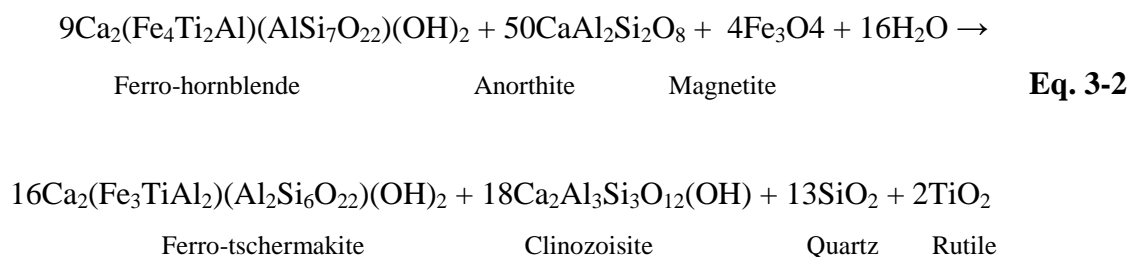 9Ca₂(Fe₄Ti₂Al)(AlSi₇O₂₂)(OH)₂ + 50CaAl₂Si₂O₈ + 4Fe₃O4 + 16H₂O →
Ferro-hornblende Anorthite Magnetite Eq. 3-2
16Ca₂(Fe₃TiAl₂)(Al₂Si₆O₂₂)(OH)₂ + 18Ca₂Al₃Si₃O₁₂(OH) + 13SiO₂ + 2TiO₂
Ferro-tschermakite Clinozoisite Quartz Rutile